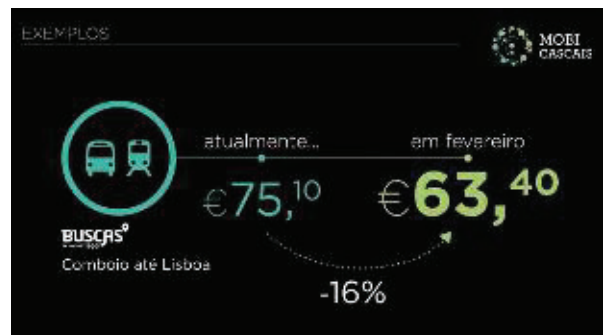 EXEMPLOS
MOBI
CASCAIS
atualmente...
em fevereiro
€75,10
€63,40
BUSCAS
Comboio até Lisboa
-16%